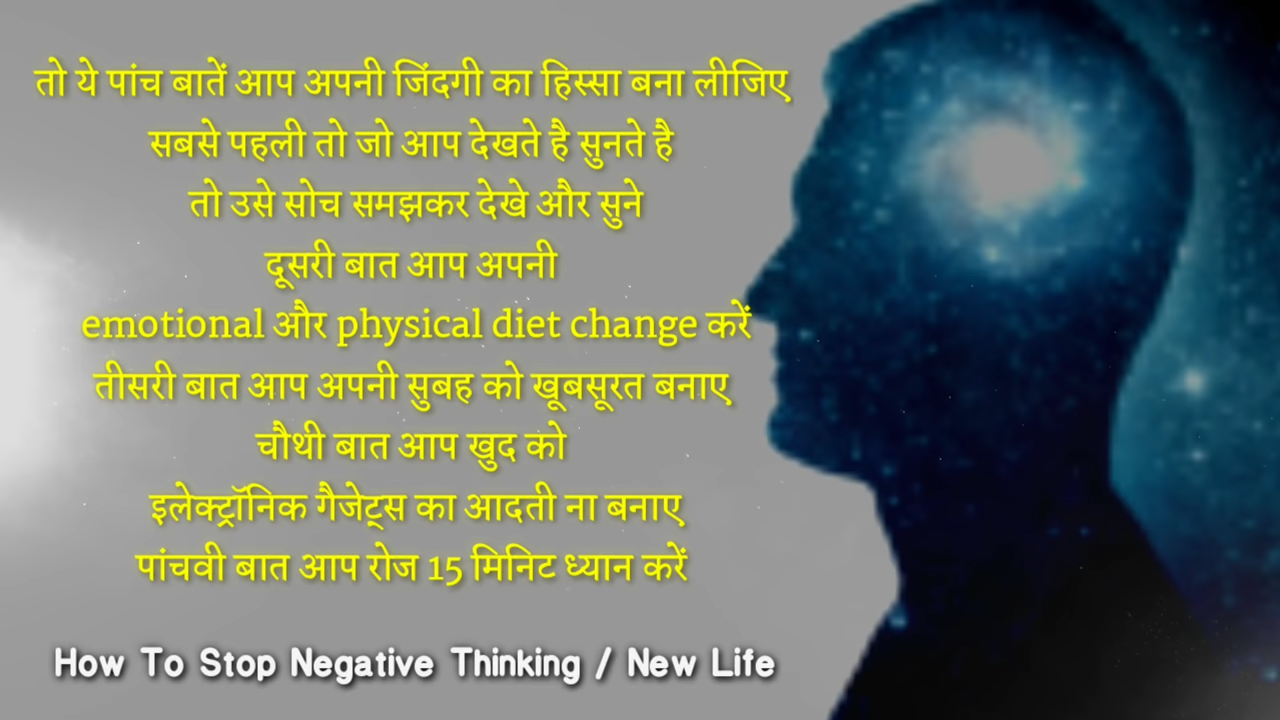 तो ये पांच बातें आप अपनी जिंदगी का हिस्सा बना लीजिए
सबसे पहली तो जो आप देखते है सुनते है
तो उसे सोच समझकर देखे और सुने
दूसरी बात आप अपनी
emotional और physical diet change करें
तीसरी बात आप अपनी सुबह को खूबसूरत बनाए
चौथी बात आप खुद को
इलेक्ट्रॉनिक गैजेट्स का आदती ना बनाए
पांचवी बात आप रोज 15 मिनिट ध्यान करें
How To Stop Negative Thinking / New Life